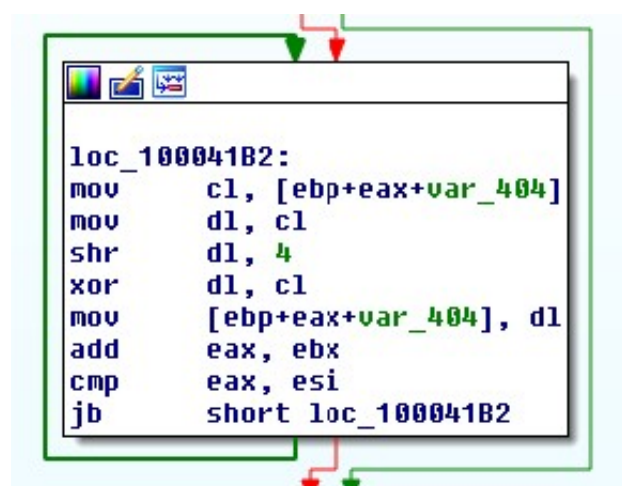 loc_100041B2:
mov cl, [ebp+eax+var_404]
mov dl, cl
shr dl, 4
xor dl, cl
mov [ebp+eax+var_404], dl
add eax, ebx
cmp eax, esi
jb short loc_100041B2